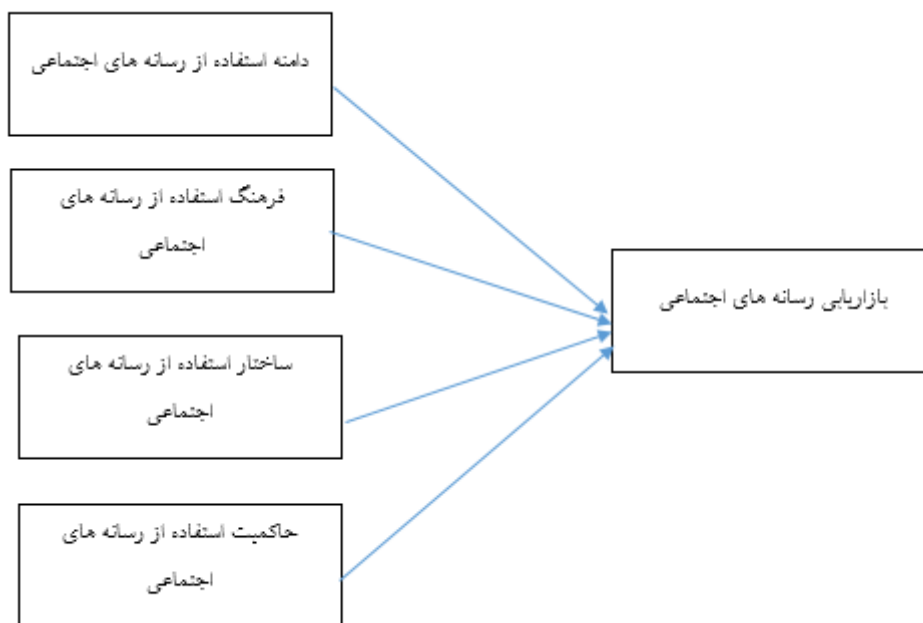 دامنه استفاده از رسانه های اجتماعی
فرهنگ استفاده از رسانه های
اجتماعی
ساختار استفاده از رسانه های
اجتماعی
حاکمیت استفاده از رسانه های
اجتماعی
بازاریابی رسانه های اجتماعی